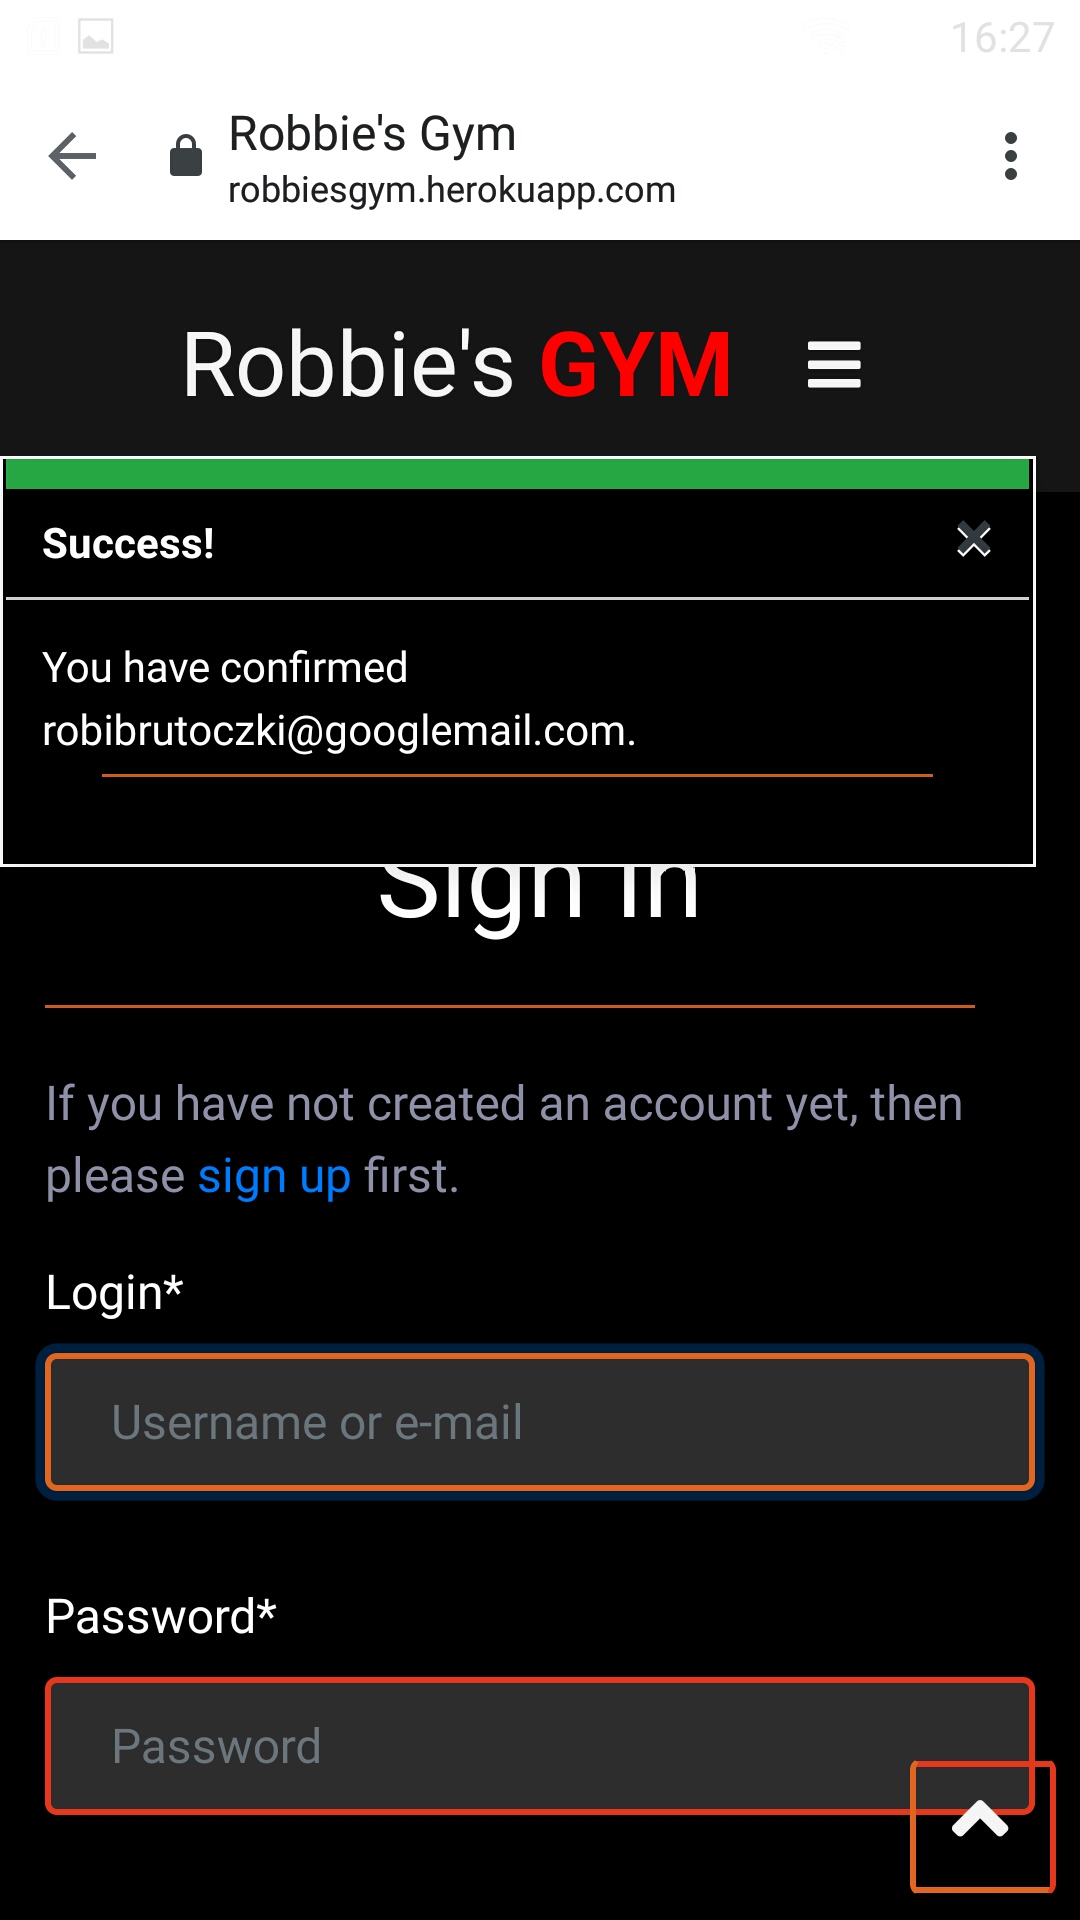 16:27
Robbie's Gym
robbiesgym.herokuapp.com
Robbie's GYM
Success!
You have confirmed
robibrutoczki@googlemail.com.
Sign In
If you have not created an account yet, then
please sign up first.
Login*
Username or e-mail
Password*
Password